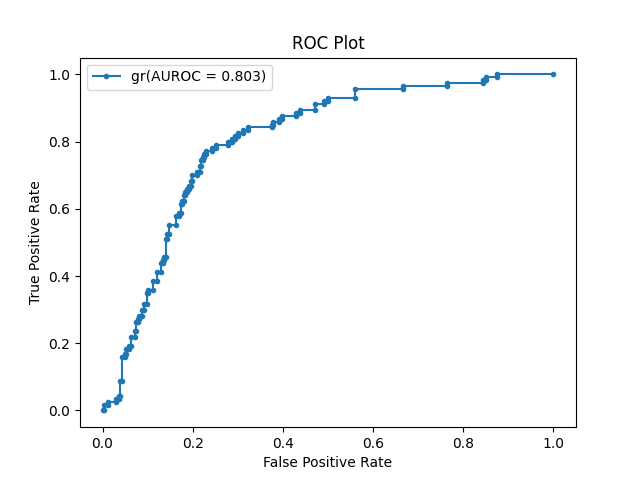 ROC Plot
gr(AUROC = 0.803)
True Positive Rate
1.0
0.8
0.6
0.4
0.2
0.0
0.0 0.2 0.4 0.6 0.8 1.0
False Positive Rate